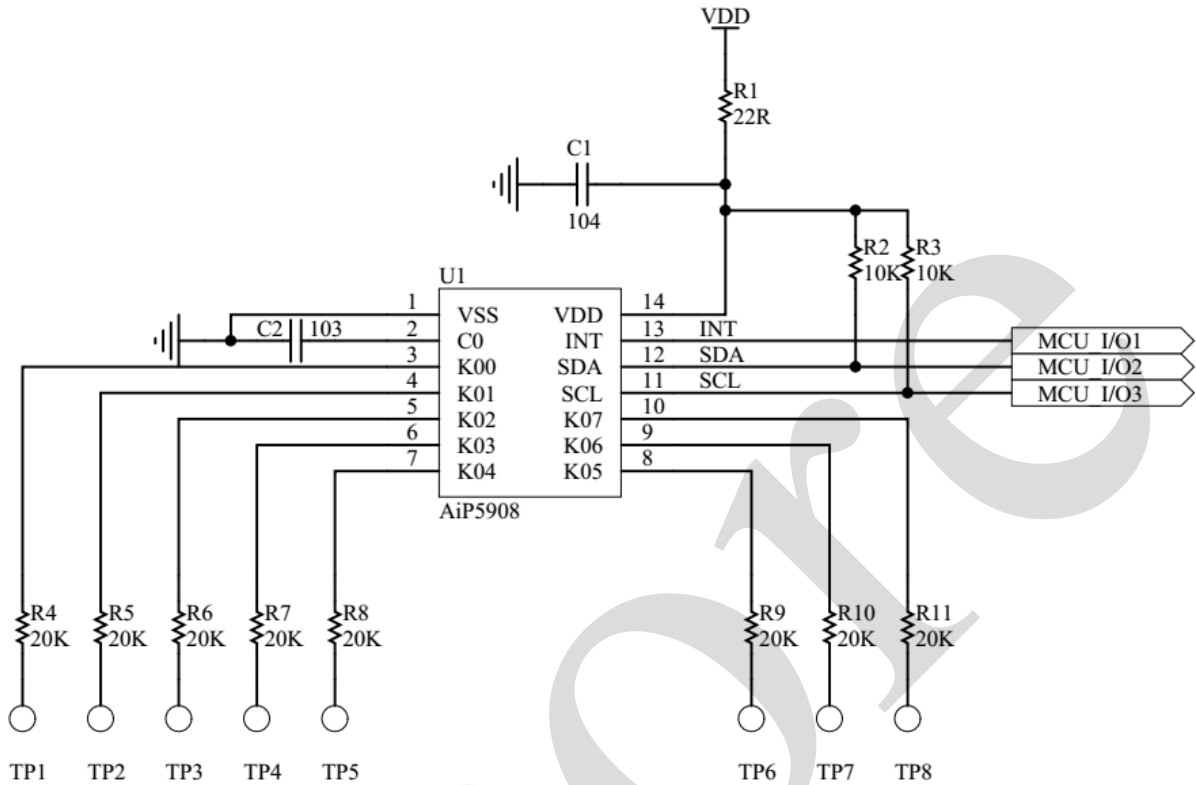 VDD
R1
22R
C1
104
R2
10K
R3
10K
U1
1 VSS VDD 14
C2 103 2 C0 INT 13 INT MCU_I/O1
3 K00 SDA 12 SDA MCU_I/O2
4 K01 SCL 11 SCL MCU_I/O3
5 K02 K07 10
6 K03 K06 9
7 K04 K05 8
AiP5908
R4 R5 R6 R7 R8 R9 R10 R11
20K 20K 20K 20K 20K 20K 20K 20K
TP1 TP2 TP3 TP4 TP5 TP6 TP7 TP8
ore